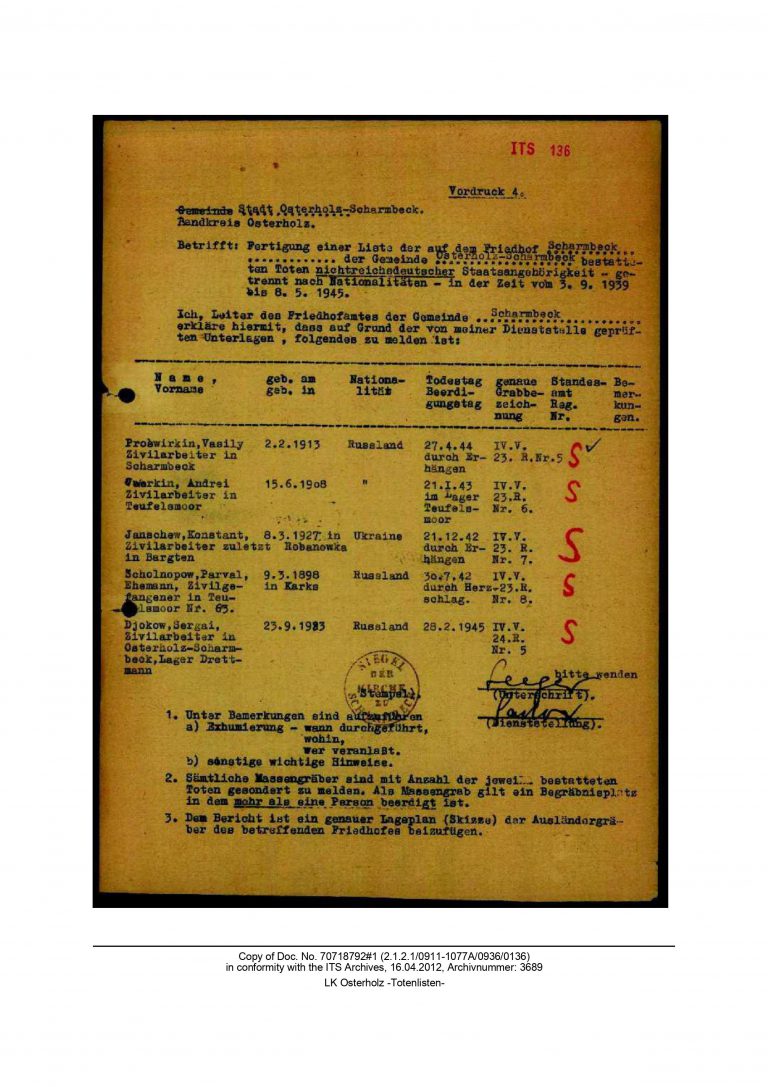 ITS 136
Vordruck 4.
Gemeinde Stadt Osterholz-Scharmbeck.
Landkreis Osterholz.
Betrifft: Fertigung einer Liste der auf dem Friedhof Scharmbeck
............ der Gemeinde Osterholz-Scharmbeck bestatte-
ten Toten nichtreichsdeutscher Staatsangehörigkeit - ge-
trennt nach Nationalitäten - in der Zeit vom 3. 9. 1939
bis 8. 5. 1945.
Ich, Leiter des Friedhofamtes der Gemeinde ..Scharmbeck............
erkläre hiermit, dass auf Grund der von meiner Dienststelle geprüf-
ten Unterlagen , folgendes zu melden ist:
Name, geb. am Nationa- Todestag genaue Standes- Be-
Vorname geb. in lität Beerdi- Grabbe- amt mer-
gungstag zeich- Reg. kun-
nung Nr. gen.
Vasily 2.2.1913 Russland 27.4.44 IV.V.
Zivilarbeiter in durch Er- 23. R.Nr.5 S
Scharmbeck hängen
Andrei 15.6.1908 " 21.1.43 IV.V. S
Zivilarbeiter in im Lager 23.R.
Teufelsmoor Teufels- Nr. 6.
moor
Janschew,Konstant, 8.3.1927 in Ukraine 21.12.42 IV.V. S
Zivilarbeiter zuletzt Robanowka durch Er- 23. R.
in Bargten hängen Nr. 7.
Scholnopow,Parval, 9.3.1898 Russland 30.7.42 IV.V. S
Ehemann, Zivilge- in Karks durch Herz- 23.R.
fangener in Teu- schlag. Nr. 8.
felsmoor Nr. 63.
Djokow,Sergai, Russland 28.2.1945 IV.V. S
Zivilarbeiter in 24.R.
Osterholz-Scharm- Nr. 5
beck,Lager Drett-
mann
SIEGEL DER KIRCHE ZU SCHARMBECK
bitte wenden
(Stempel). (Unterschrift).
(Dienststellung).
1. Unter Bemerkungen sind aufzuführen
a) Exhumierung - wann durchgeführt,
wohin,
wer veranlaßt.
b) sonstige wichtige Hinweise.
2. Sämtliche Massengräber sind mit Anzahl der bestatteten
Toten gesondert zu melden. Als Massengrab gilt ein Begräbnisplatz
in dem mehr als eine Person beerdigt ist.
3. Dem Bericht ist ein genauer Lageplan (Skizze) der Ausländergrä-
ber des betreffenden Friedhofes beizufügen.
Copy of Doc. No. 70718792#1 (2.1.2.1/0911-1077A/0936/0136)
in conformity with the ITS Archives, 16.04.2012, Archivnummer: 3689
LK Osterholz -Totenlisten-